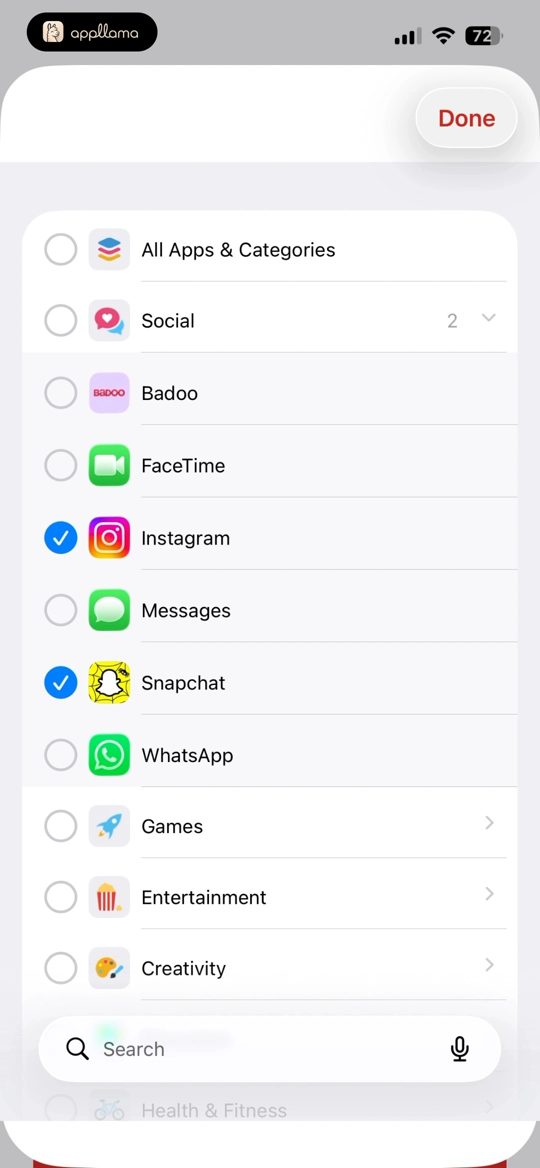 appllama
72
Done
All Apps & Categories
Social 2
BADOO Badoo
FaceTime
Instagram
Messages
Snapchat
WhatsApp
Games
Entertainment
Creativity
Search
Health & Fitness